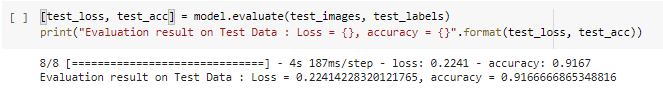 [ ] [test_loss, test_acc] = model.evaluate(test_images, test_labels)
print("Evaluation result on Test Data : Loss = {}, accuracy = {}".format(test_loss, test_acc))
8/8 [==============================] - 4s 187ms/step - loss: 0.2241 - accuracy: 0.9167
Evaluation result on Test Data : Loss = 0.22414228320121765, accuracy = 0.9166666865348816